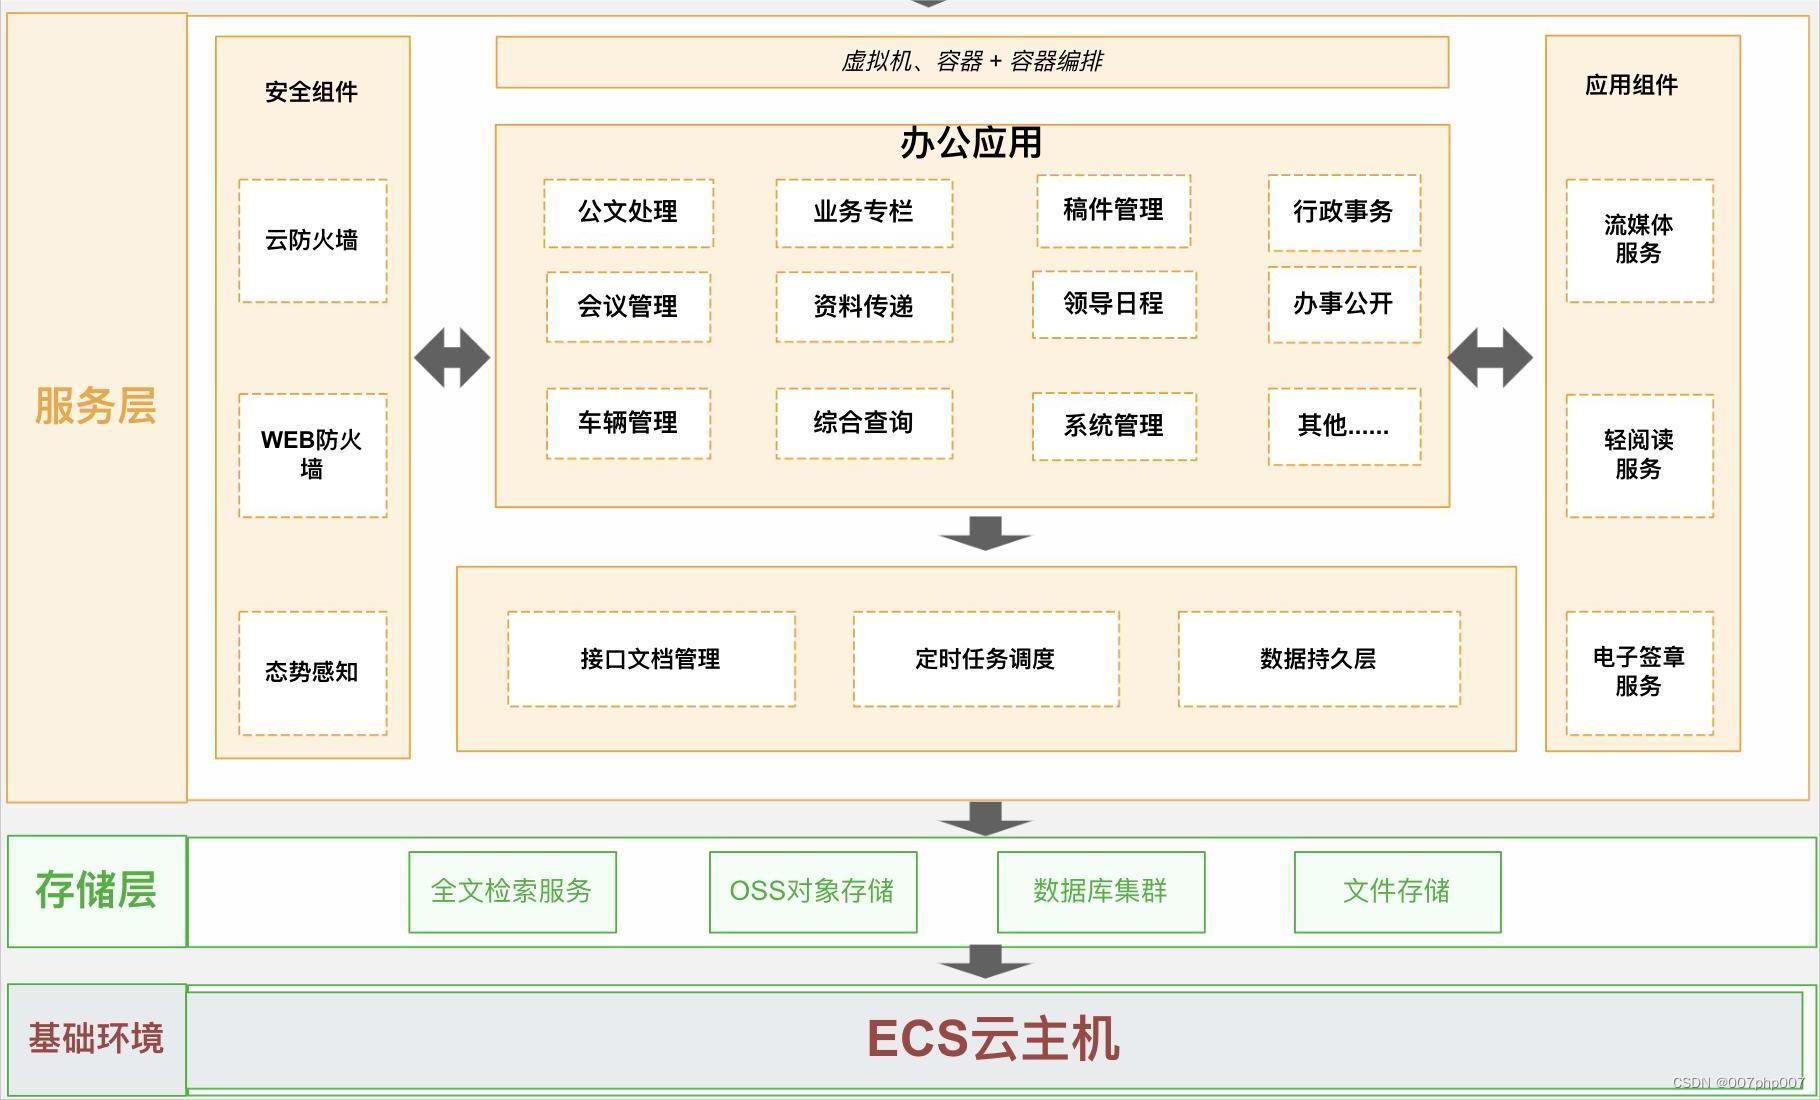 服务层
安全组件
云防火墙
WEB防火
墙
态势感知
虚拟机、容器 + 容器编排
办公应用
公文处理
业务专栏
稿件管理
行政事务
会议管理
资料传递
领导日程
办事公开
车辆管理
综合查询
系统管理
其他......
接口文档管理
定时任务调度
数据持久层
应用组件
流媒体
服务
轻阅读
服务
电子签章
服务
存储层
全文检索服务
OSS对象存储
数据库集群
文件存储
基础环境
ECS云主机
CSDN @007php007